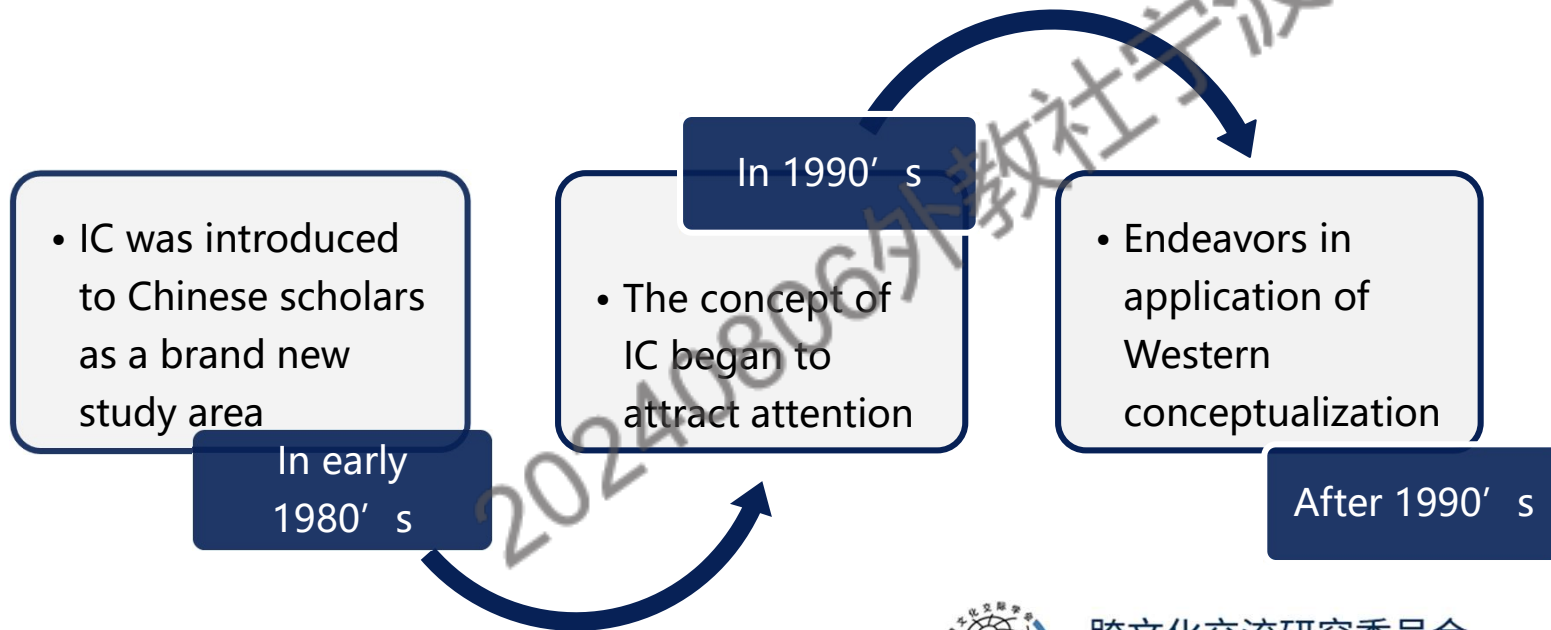 • IC was introduced
to Chinese scholars
as a brand new
study area
In early
1980’s
In 1990’s
• The concept of
IC began to
attract attention
• Endeavors in
application of
Western
conceptualization
After 1990’s
20240806外教社宁波